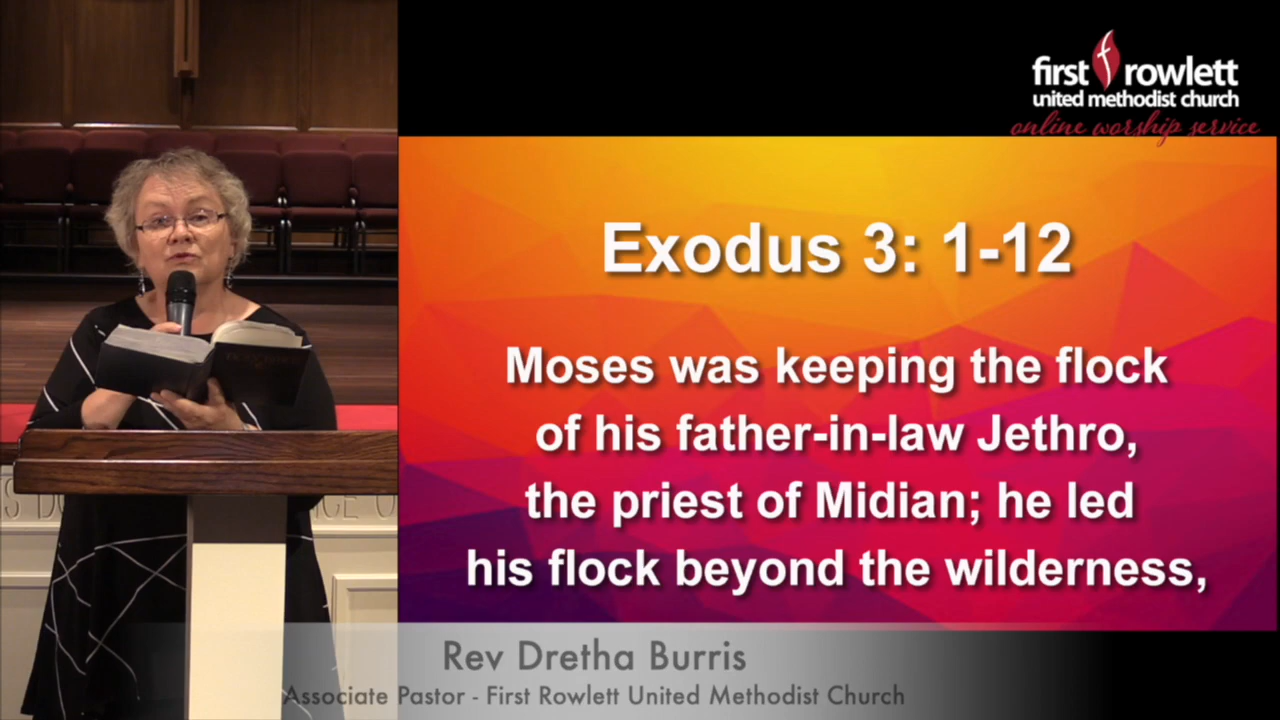 first rowlett
united methodist church
online worship service
Exodus 3: 1-12
Moses was keeping the flock
of his father-in-law Jethro,
the priest of Midian; he led
his flock beyond the wilderness,
Rev Dretha Burris
Associate Pastor - First Rowlett United Methodist Church